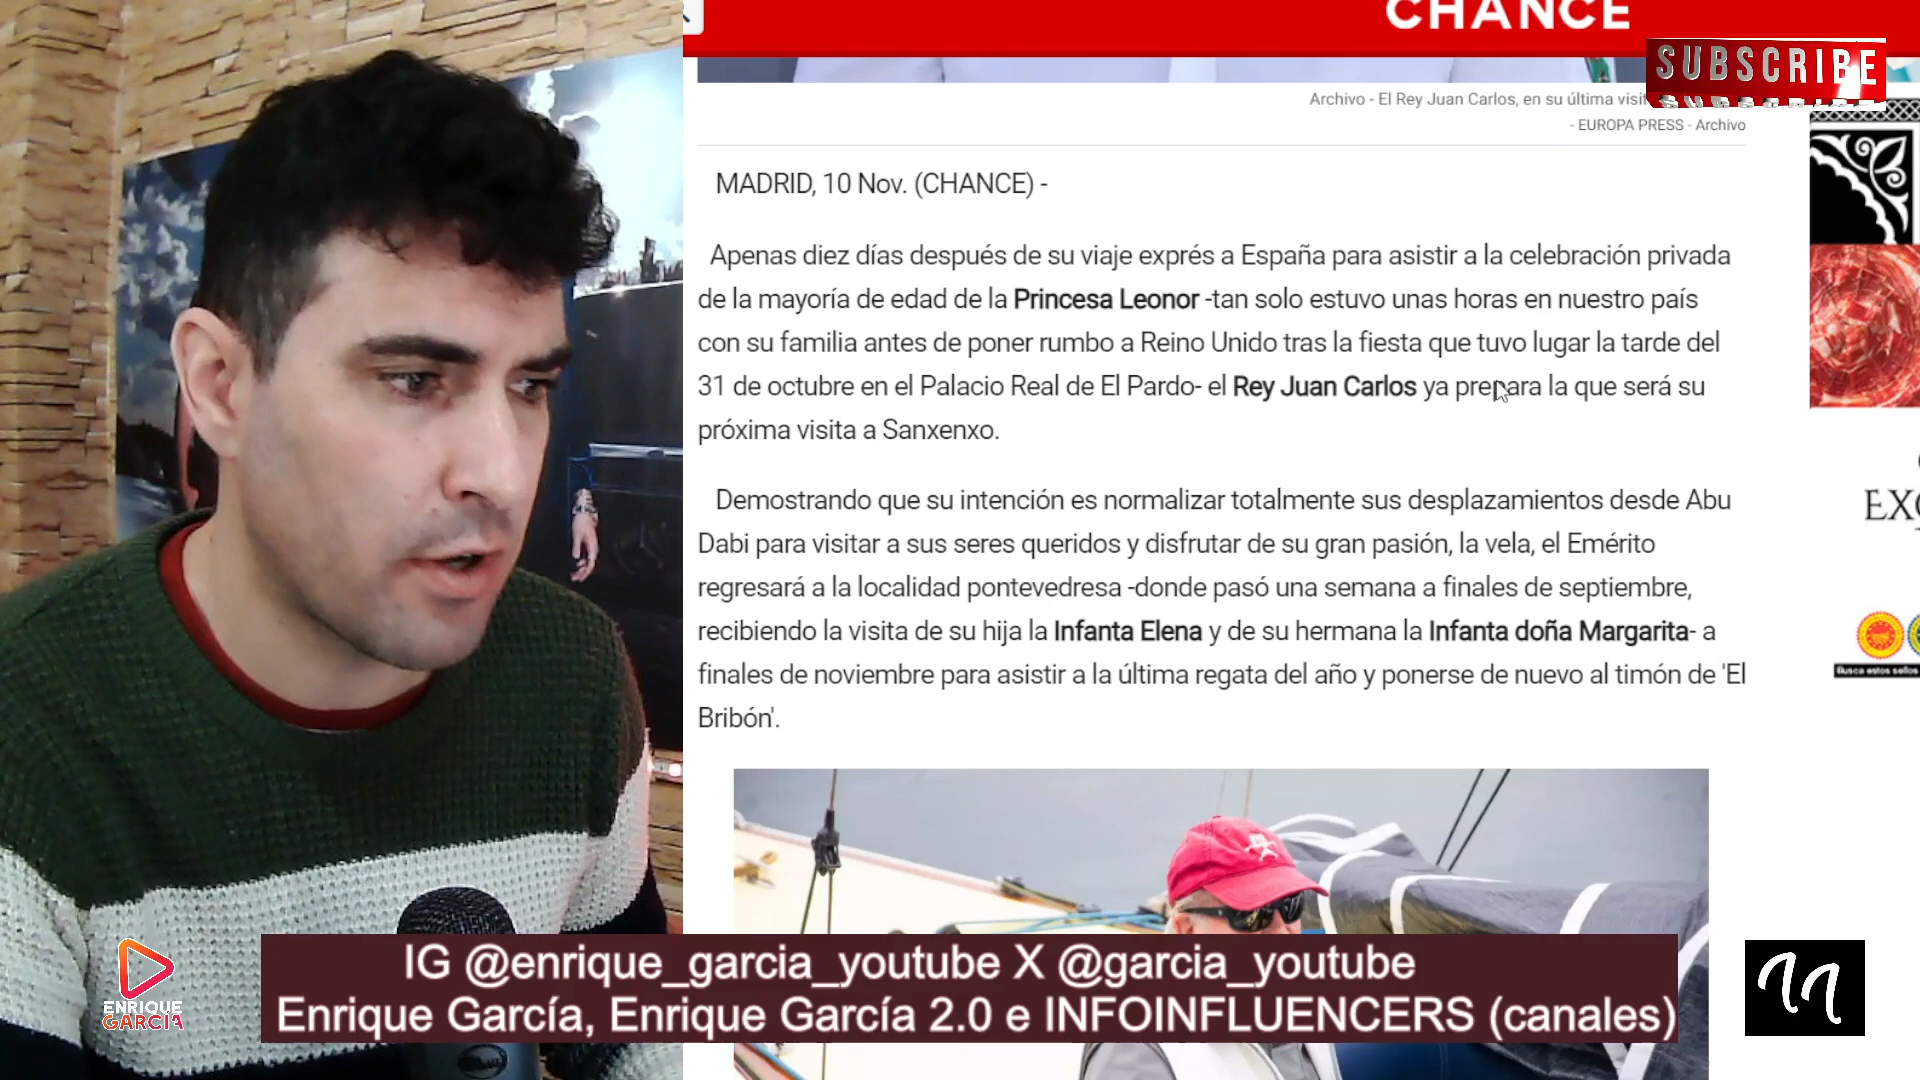 CHANCE
SUBSCRIBE
Archivo - El Rey Juan Carlos, en su última
- EUROPA PRESS - Archivo
MADRID, 10 Nov. (CHANCE) -
Apenas diez días después de su viaje exprés a España para asistir a la celebración privada
de la mayoría de edad de la Princesa Leonor -tan solo estuvo unas horas en nuestro país
con su familia antes de poner rumbo a Reino Unido tras la fiesta que tuvo lugar la tarde del
31 de octubre en el Palacio Real de El Pardo- el Rey Juan Carlos ya prepara la que será su
próxima visita a Sanxenxo.
Demostrando que su intención es normalizar totalmente sus desplazamientos desde Abu
Dabi para visitar a sus seres queridos y disfrutar de su gran pasión, la vela, el Emérito
regresará a la localidad pontevedresa -donde pasó una semana a finales de septiembre,
recibiendo la visita de su hija la Infanta Elena y de su hermana la Infanta doña Margarita- a
finales de noviembre para asistir a la última regata del año y ponerse de nuevo al timón de 'El
Bribón'.
EXC
Busca estos sellos
IG @enrique_garcia_youtube X @garcia_youtube
Enrique García, Enrique García 2.0 e INFOINFLUENCERS (canales)
ENRIQUE
GARCIA